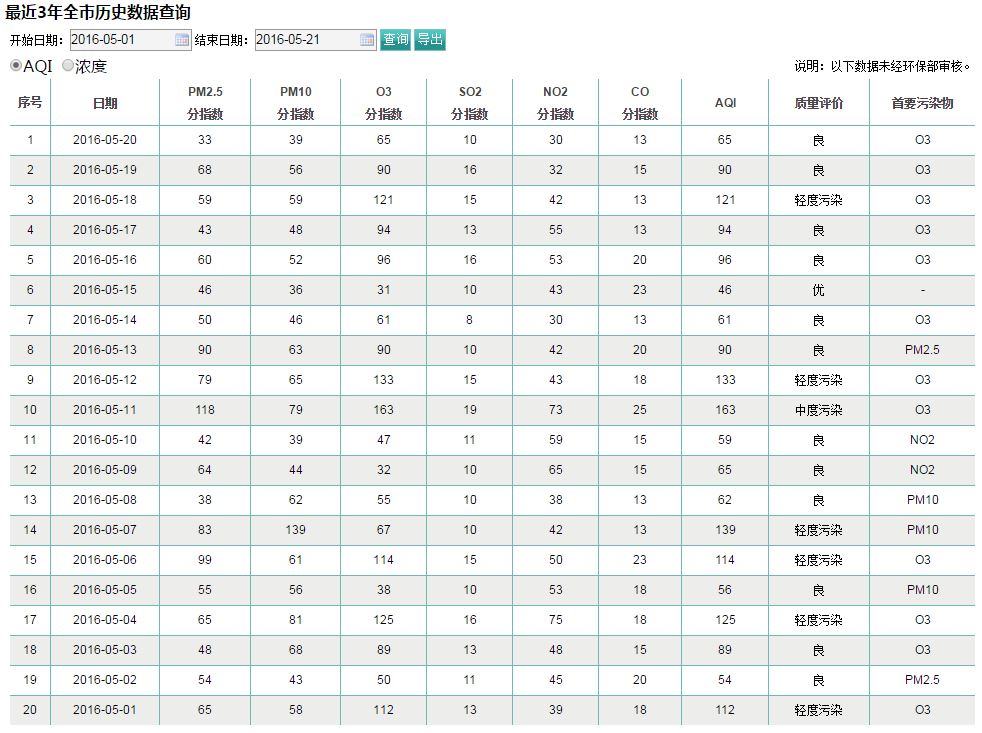 最近3年全市历史数据查询
开始日期: 2016-05-01 结束日期: 2016-05-21 查询 导出
AQI 浓度 说明：以下数据未经环保部审核。
序号 日期 PM2.5 分指数 PM10 分指数 O3 分指数 SO2 分指数 NO2 分指数 CO 分指数 AQI 质量评价 首要污染物
1 2016-05-20 33 39 65 10 30 13 65 良 O3
2 2016-05-19 68 56 90 16 32 15 90 良 O3
3 2016-05-18 59 59 121 15 42 13 121 轻度污染 O3
4 2016-05-17 43 48 94 13 55 13 94 良 O3
5 2016-05-16 60 52 96 16 53 20 96 良 O3
6 2016-05-15 46 36 31 10 43 23 46 优 -
7 2016-05-14 50 46 61 8 30 13 61 良 O3
8 2016-05-13 90 63 90 10 42 20 90 良 PM2.5
9 2016-05-12 79 65 133 15 43 18 133 轻度污染 O3
10 2016-05-11 118 79 163 19 73 25 163 中度污染 O3
11 2016-05-10 42 39 47 11 59 15 59 良 NO2
12 2016-05-09 64 44 32 10 65 15 65 良 NO2
13 2016-05-08 38 62 55 10 38 13 62 良 PM10
14 2016-05-07 83 139 67 10 42 13 139 轻度污染 PM10
15 2016-05-06 99 61 114 15 50 23 114 轻度污染 O3
16 2016-05-05 55 56 38 10 53 18 56 良 PM10
17 2016-05-04 65 81 125 16 75 18 125 轻度污染 O3
18 2016-05-03 48 68 89 13 48 15 89 良 O3
19 2016-05-02 54 43 50 11 45 20 54 良 PM2.5
20 2016-05-01 65 58 112 13 39 18 112 轻度污染 O3